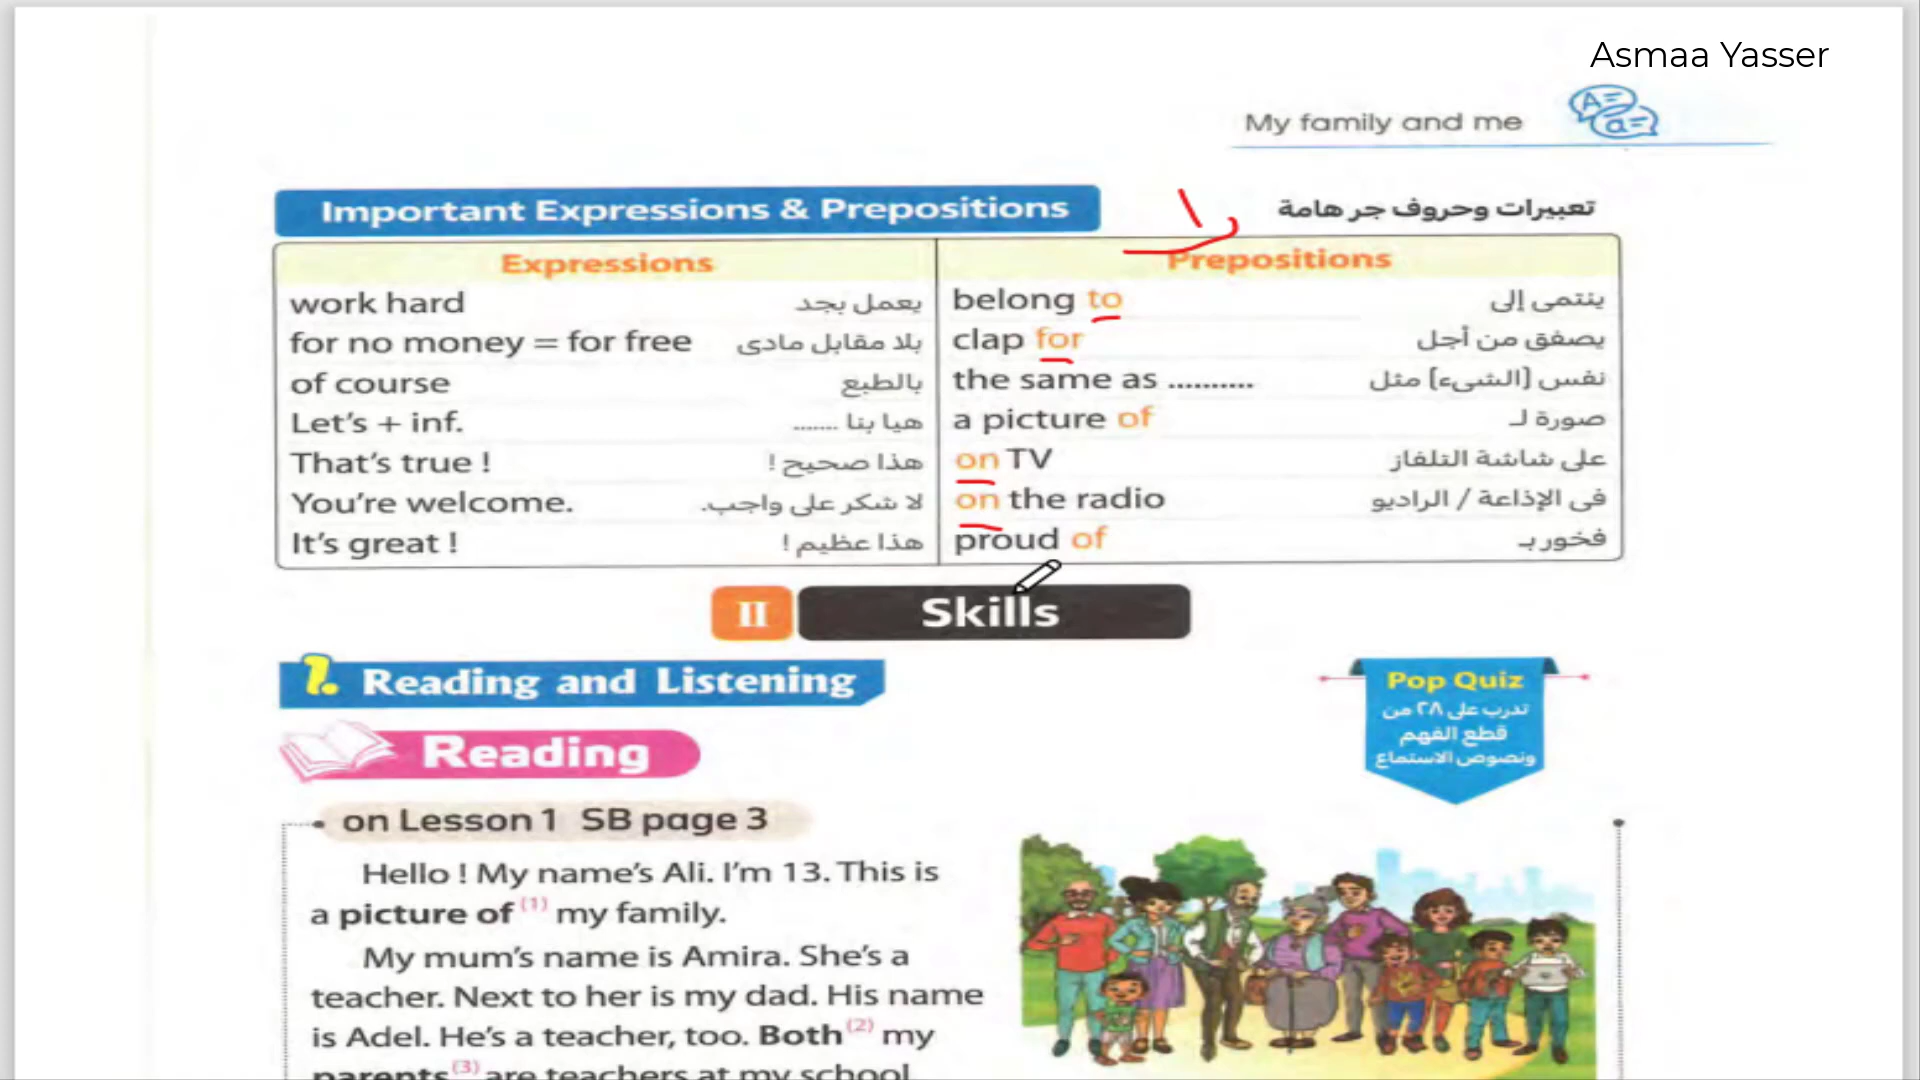 Asmaa Yasser
My family and me
Important Expressions & Prepositions
تعبيرات وحروف جر هامة
Expressions
Prepositions
work hard يعمل بجد
belong to ينتمى إلى
for no money = for free بلا مقابل مادى
clap for يصفق من أجل
of course بالطبع
the same as .......... نفس (الشىء) مثل
Let's + inf. هيا بنا ........
a picture of صورة لـ
That's true ! هذا صحيح !
on TV على شاشة التلفاز
You're welcome. لا شكر على واجب.
on the radio فى الإذاعة / الراديو
It's great ! هذا عظيم !
proud of فخور بـ
II Skills
1. Reading and Listening
Pop Quiz
تدرب على ٢٨ من
قطع الفهم
ونصوص الاستماع
Reading
on Lesson 1 SB page 3
Hello ! My name's Ali. I'm 13. This is
a picture of (1) my family.
My mum's name is Amira. She's a
teacher. Next to her is my dad. His name
is Adel. He's a teacher, too. Both (2) my
parents (3) are teachers at my school.